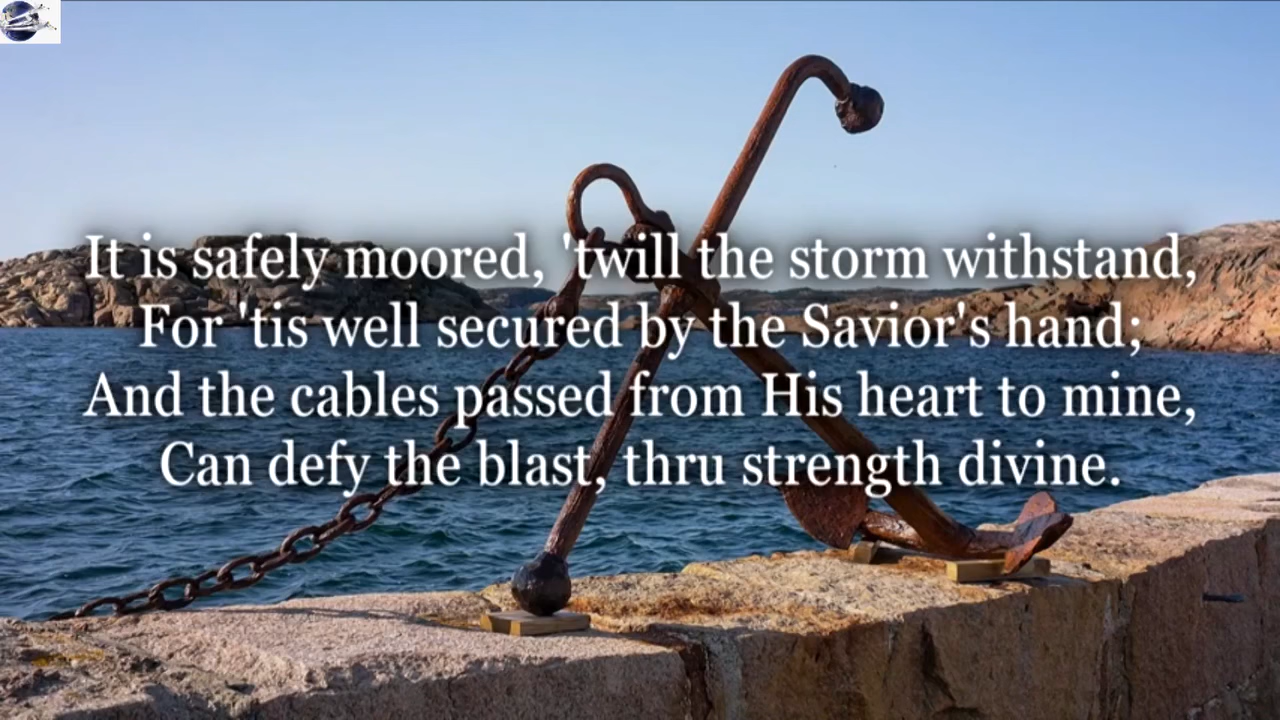 It is safely moored, 'twill the storm withstand,
For 'tis well secured by the Savior's hand;
And the cables passed from His heart to mine,
Can defy the blast, thru strength divine.